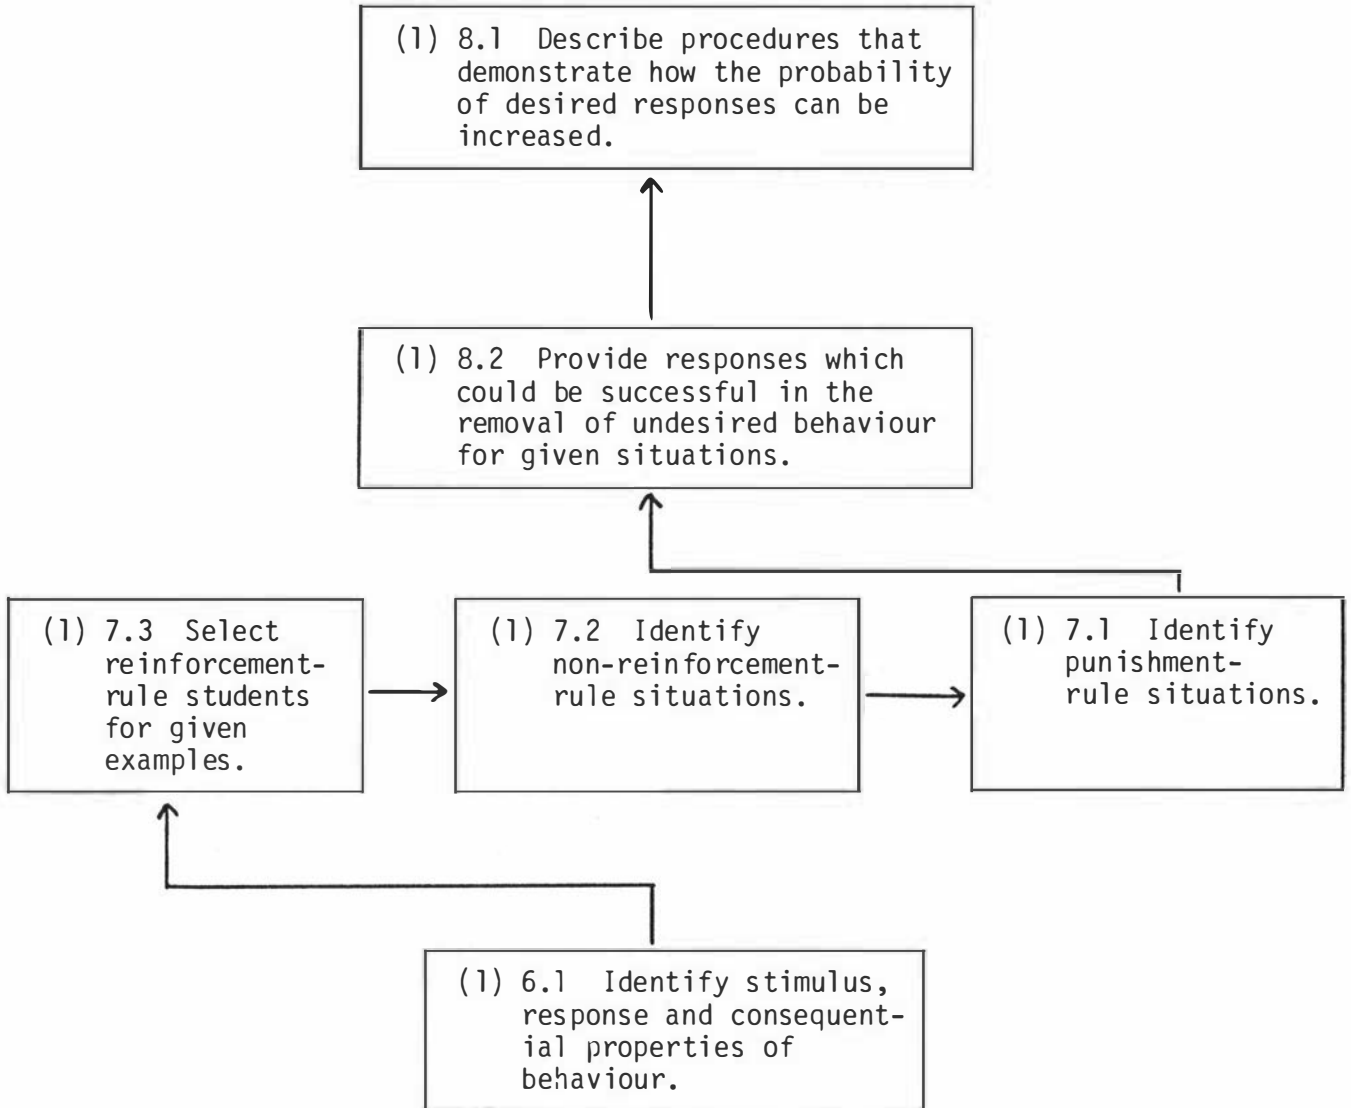 (1) 8.1 Describe procedures that
demonstrate how the probability
of desired responses can be
increased.
(1) 8.2 Provide responses which
could be successful in the
removal of undesired behaviour
for given situations.
(1) 7.3 Select
reinforcement-
rule students
for given
examples.
(1) 7.2 Identify
non-reinforcement-
rule situations.
(1) 7.1 Identify
punishment-
rule situations.
(1) 6.1 Identify stimulus,
response and consequent-
ial properties of
behaviour.